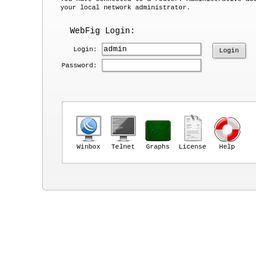 your local network administrator.
WebFig Login:
Login: admin
Login
Password:
Winbox Telnet Graphs License Help